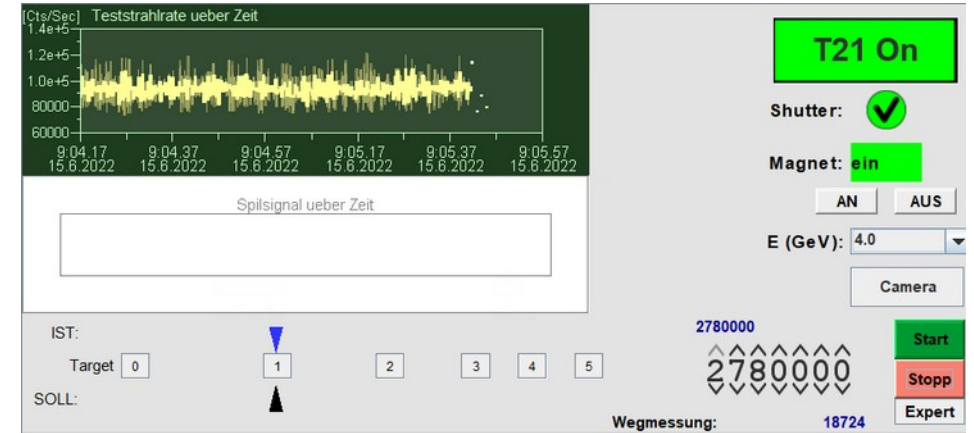 [Cts/Sec] Teststrahlrate ueber Zeit
1.4e+5
1.2e+5
1.0e+5
80000
60000
9:04.17 9:04.37 9:04.57 9:05.17 9:05.37 9:05.57
15.6.2022 15.6.2022 15.6.2022 15.6.2022 15.6.2022 15.6.2022
Spilsignal ueber Zeit
T21 On
Shutter:
Magnet: ein
AN AUS
E (GeV): 4.0
Camera
IST:
Target 0 1 2 3 4 5
SOLL:
2780000
2780000
Wegmessung: 18724
Start
Stopp
Expert